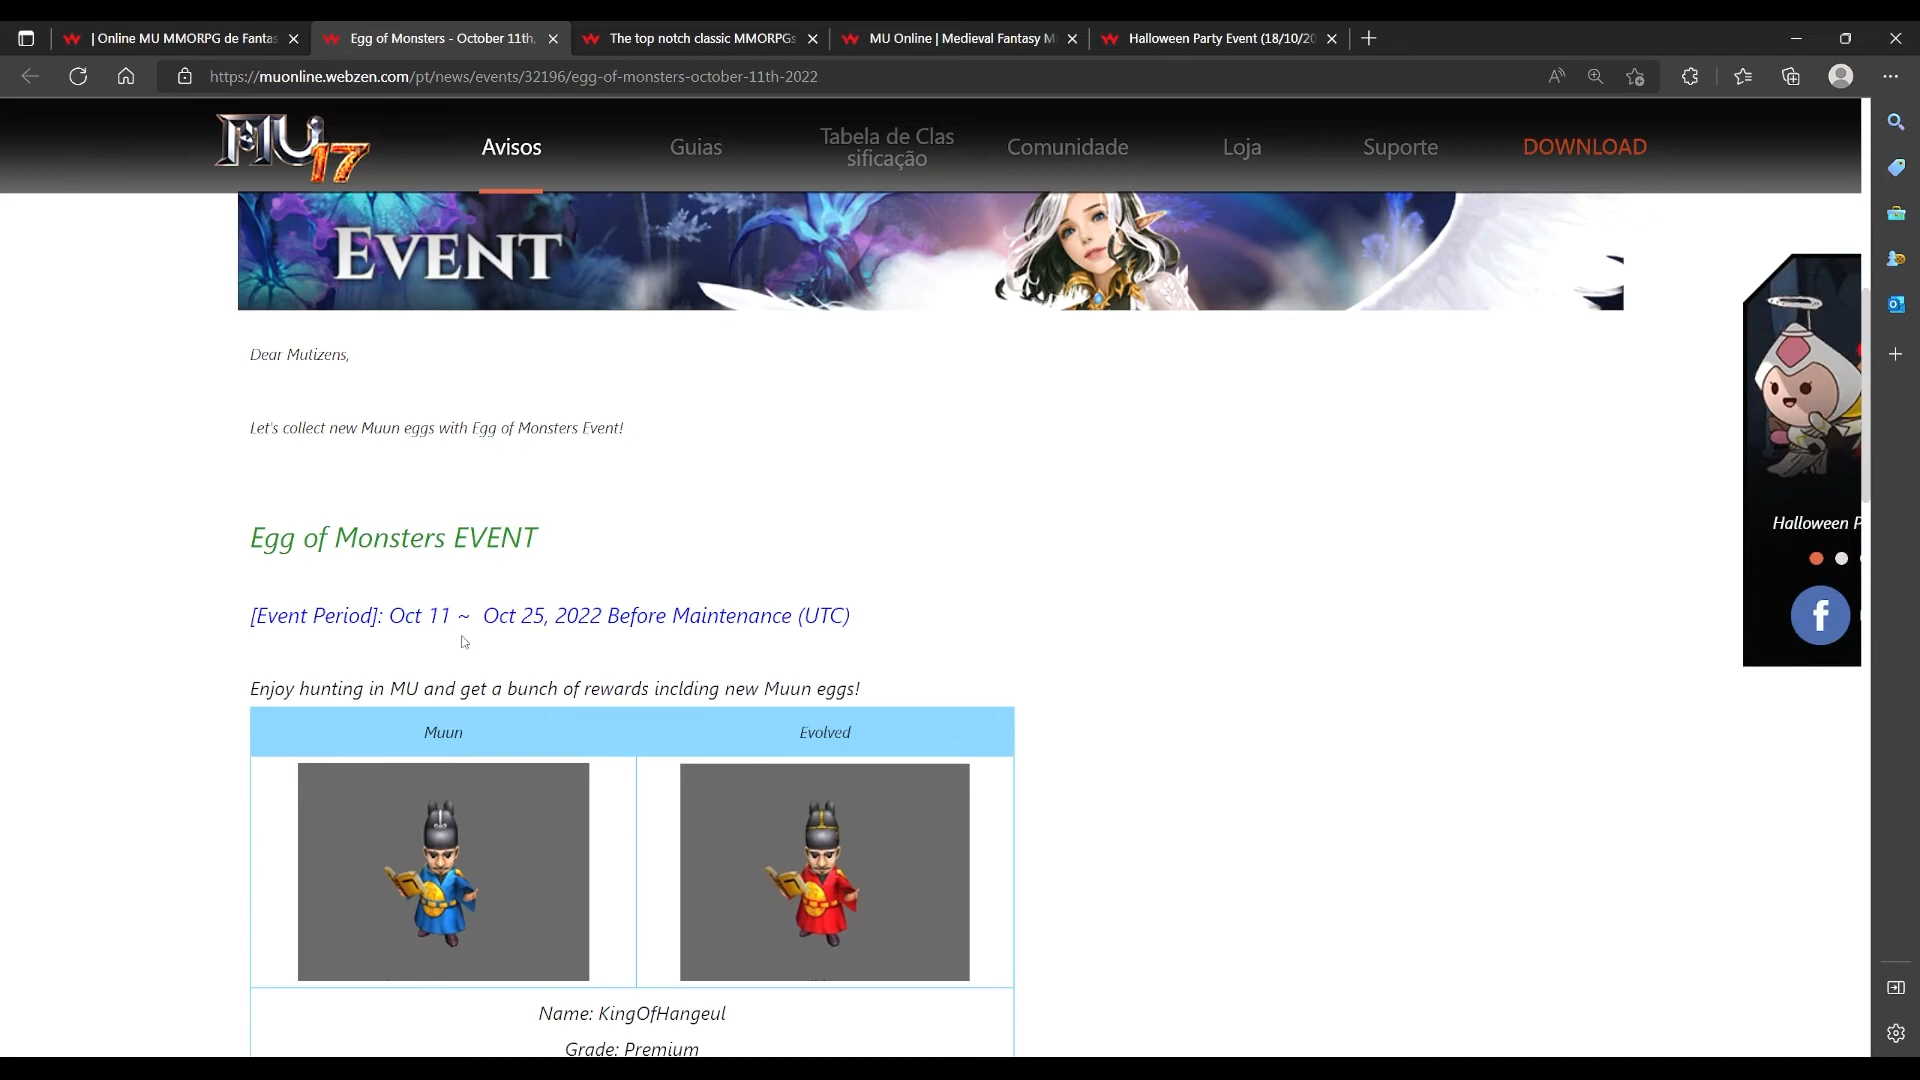 | Online MU MMORPG de Fantas
Egg of Monsters - October 11th,
The top notch classic MMORPGs
MU Online | Medieval Fantasy M
Halloween Party Event (18/10/20
https://muonline.webzen.com/pt/news/events/32196/egg-of-monsters-october-11th-2022
MU 17
Avisos
Guias
Tabela de Clas
sificação
Comunidade
Loja
Suporte
DOWNLOAD
EVENT
Dear Mutizens,
Let's collect new Muun eggs with Egg of Monsters Event!
Egg of Monsters EVENT
Halloween P
[Event Period]: Oct 11 ~ Oct 25, 2022 Before Maintenance (UTC)
Enjoy hunting in MU and get a bunch of rewards inclding new Muun eggs!
Muun
Evolved
Name: KingOfHangeul
Grade: Premium